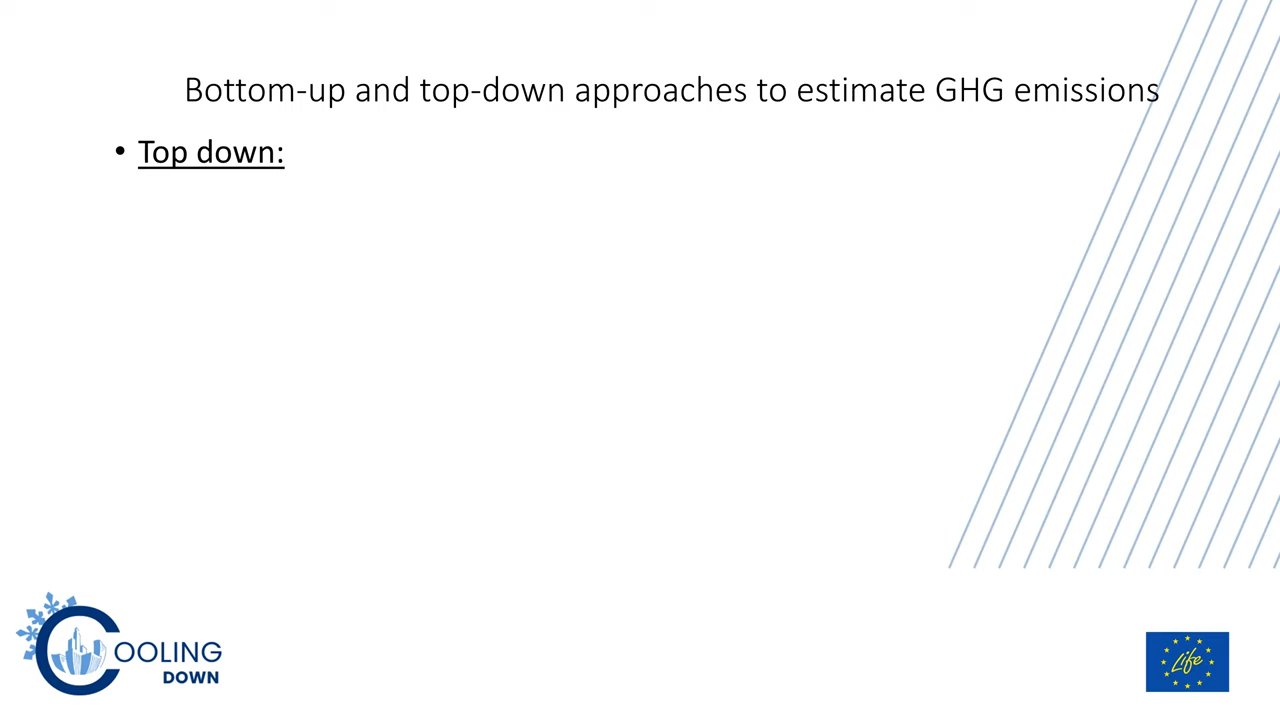 Bottom-up and top-down approaches to estimate GHG emissions
• Top down:
COOLING
DOWN
Life